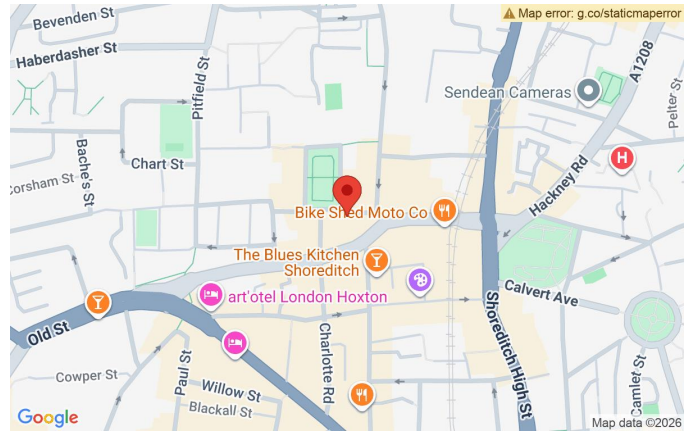 Bevenden St
Map error: g.co/staticmaperror
Haberdasher St
Pitfield St
A1208
Sendean Cameras
Pelter St
Bache's St
Chart St
H
Corsham St
Hackney Rd
Bike Shed Moto Co
The Blues Kitchen
Shoreditch
art'otel London Hoxton
Calvert Ave
Old St
Charlotte Rd
Shoreditch High St
Paul St
Cowper St
Willow St
Blackall St
Camlet St
Google
Map data ©2026